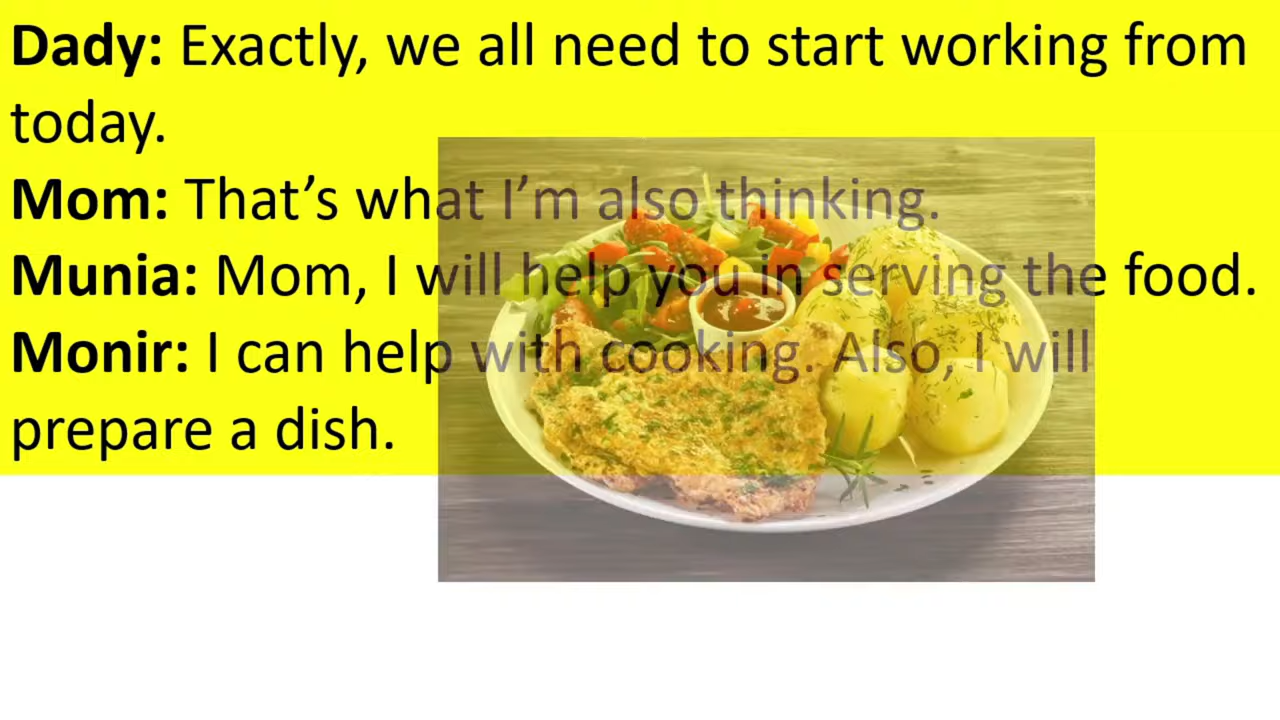 Dady: Exactly, we all need to start working from
today.
Mom: That’s what I’m also thinking.
Munia: Mom, I will help you in serving the food.
Monir: I can help with cooking. Also, I will
prepare a dish.